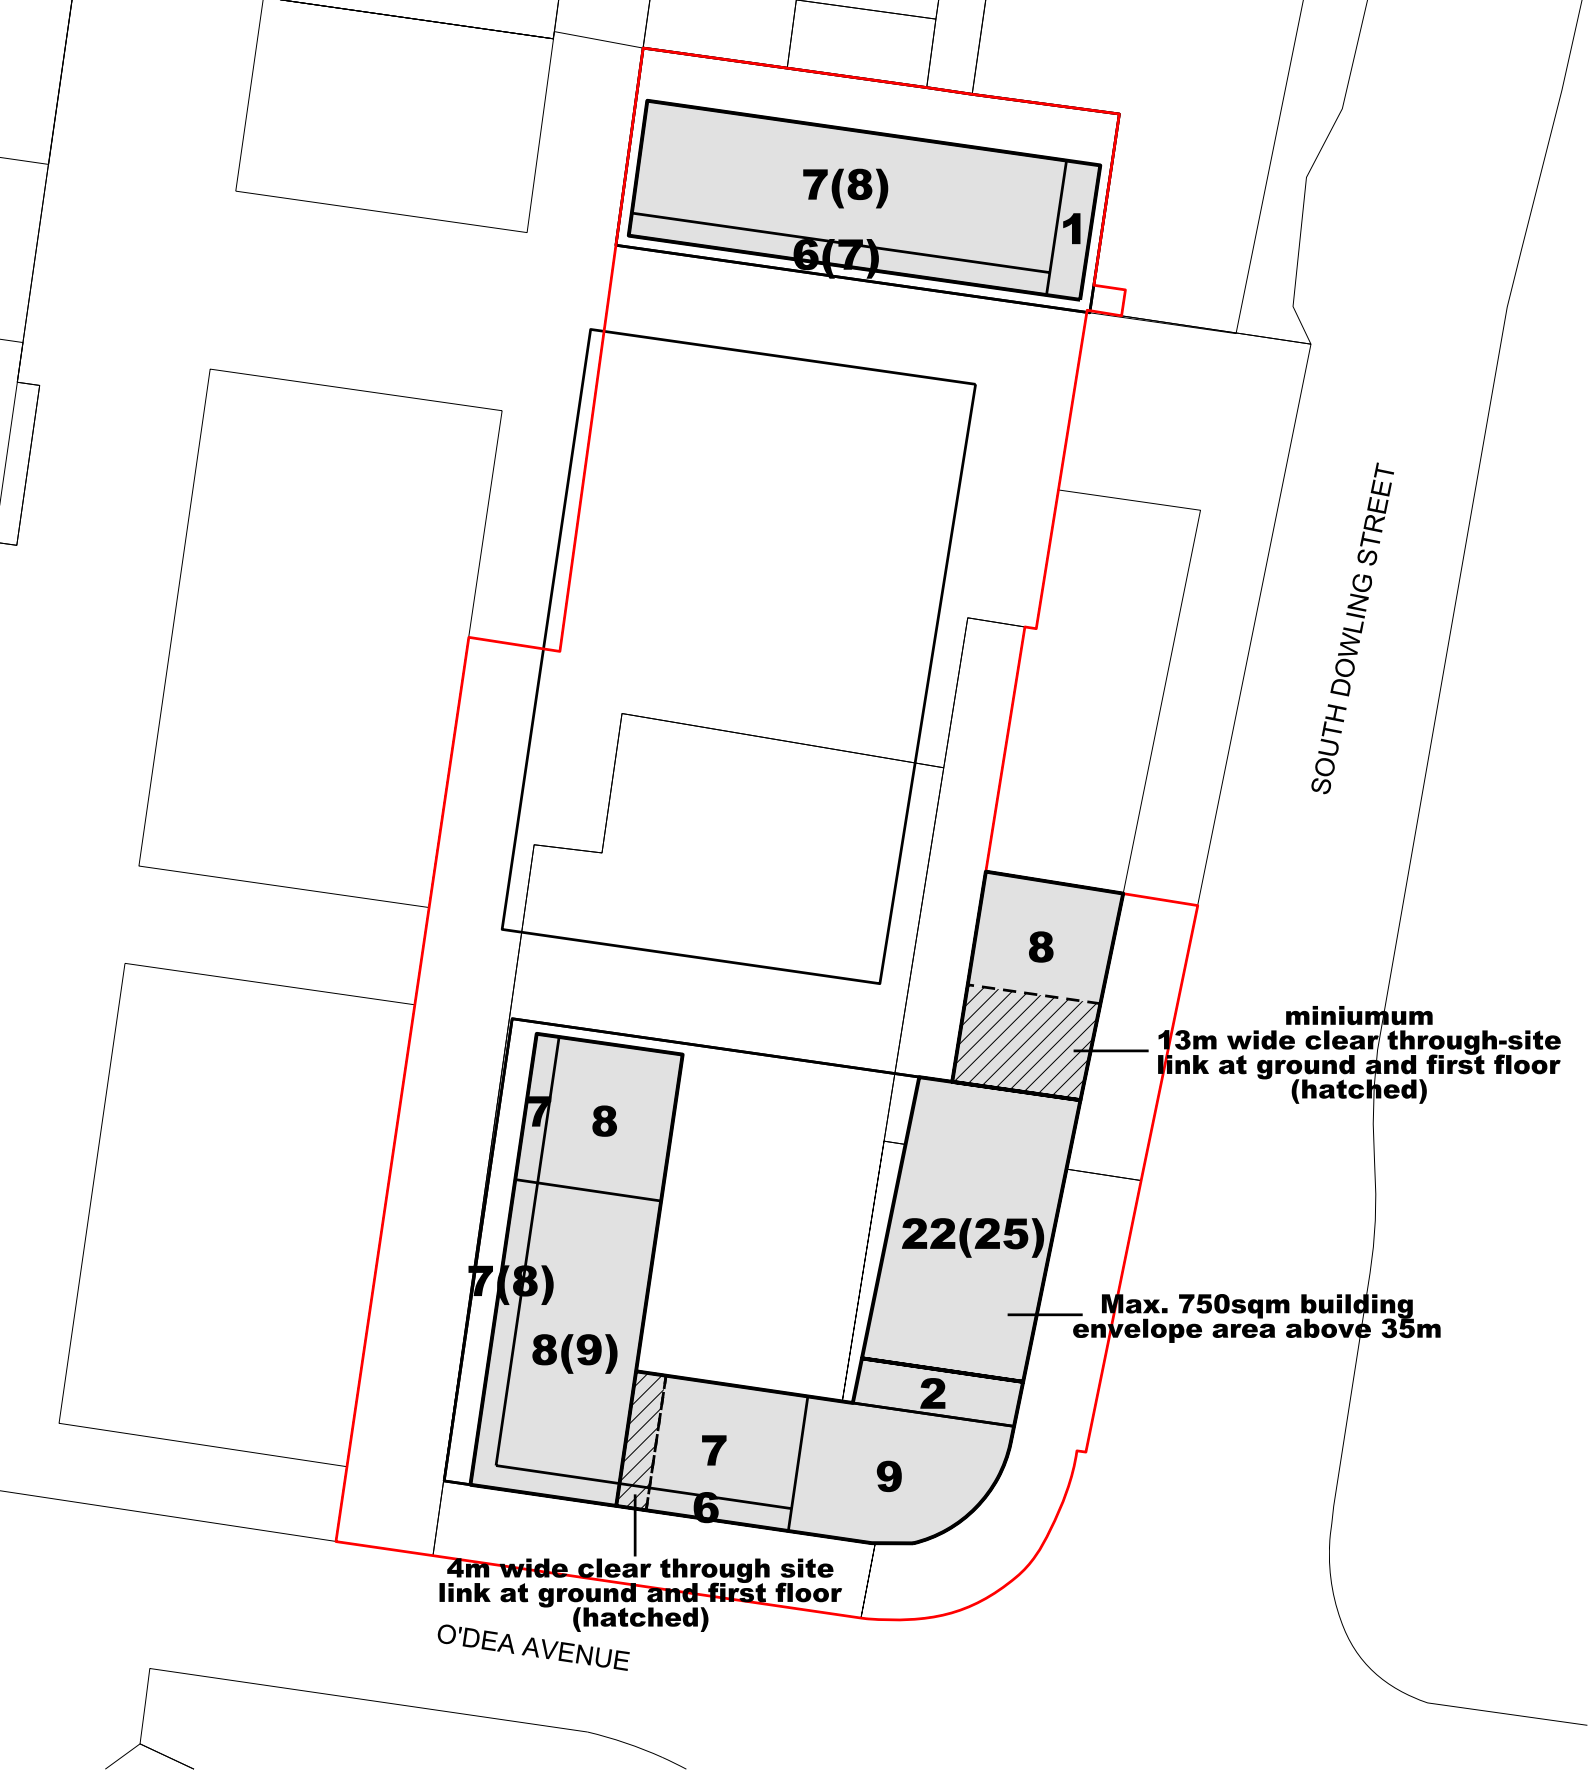 7(8)
1
6(7)
SOUTH DOWLING STREET
8
miniumum
13m wide clear through-site
link at ground and first floor
(hatched)
7
8
22(25)
7(8)
Max. 750sqm building
envelope area above 35m
8(9)
2
7
9
6
4m wide clear through site
link at ground and first floor
(hatched)
O'DEA AVENUE